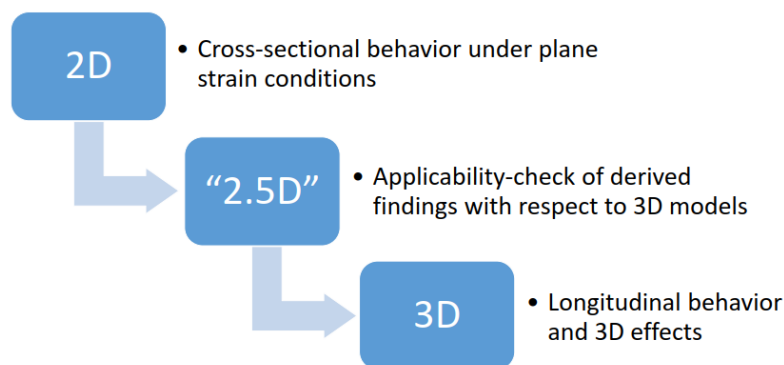 2D
• Cross-sectional behavior under plane
strain conditions
“2.5D”
• Applicability-check of derived
findings with respect to 3D models
3D
• Longitudinal behavior
and 3D effects